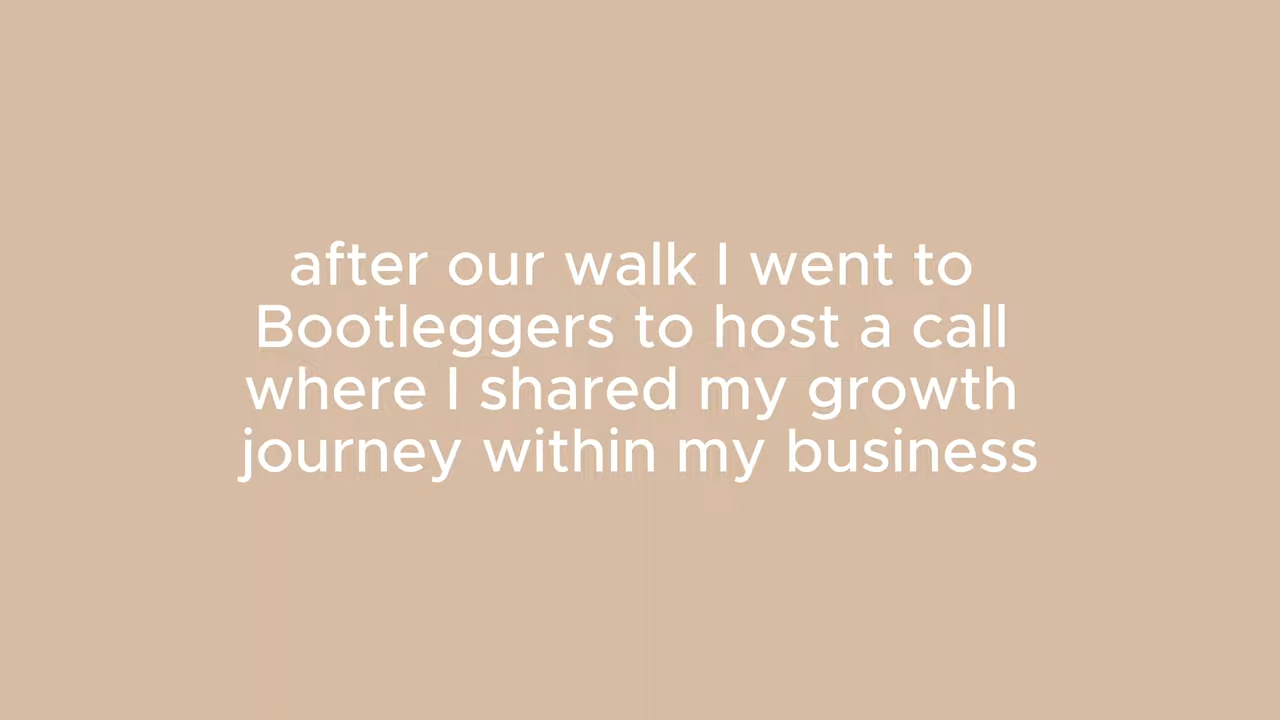 after our walk I went to
Bootleggers to host a call
where I shared my growth
journey within my business